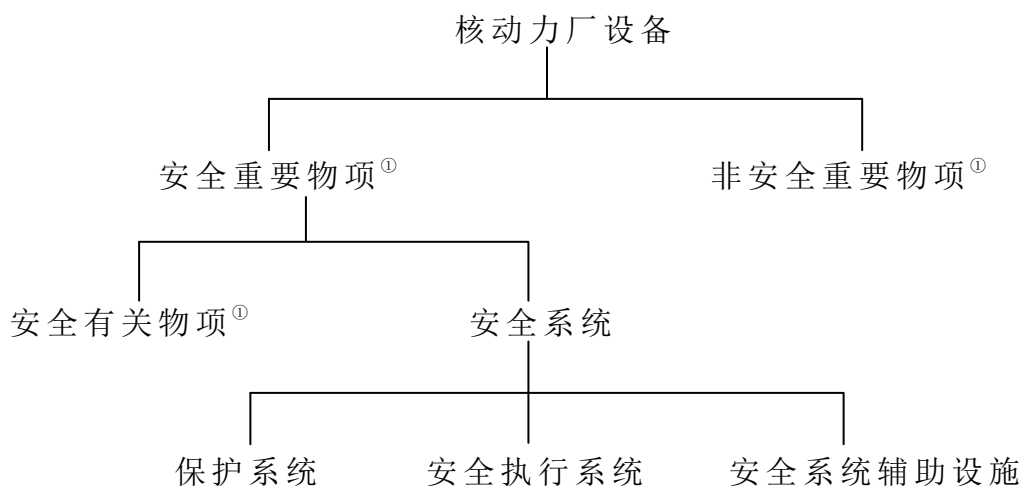 核动力厂设备
安全重要物项①
非安全重要物项①
安全有关物项①
安全系统
保护系统
安全执行系统
安全系统辅助设施